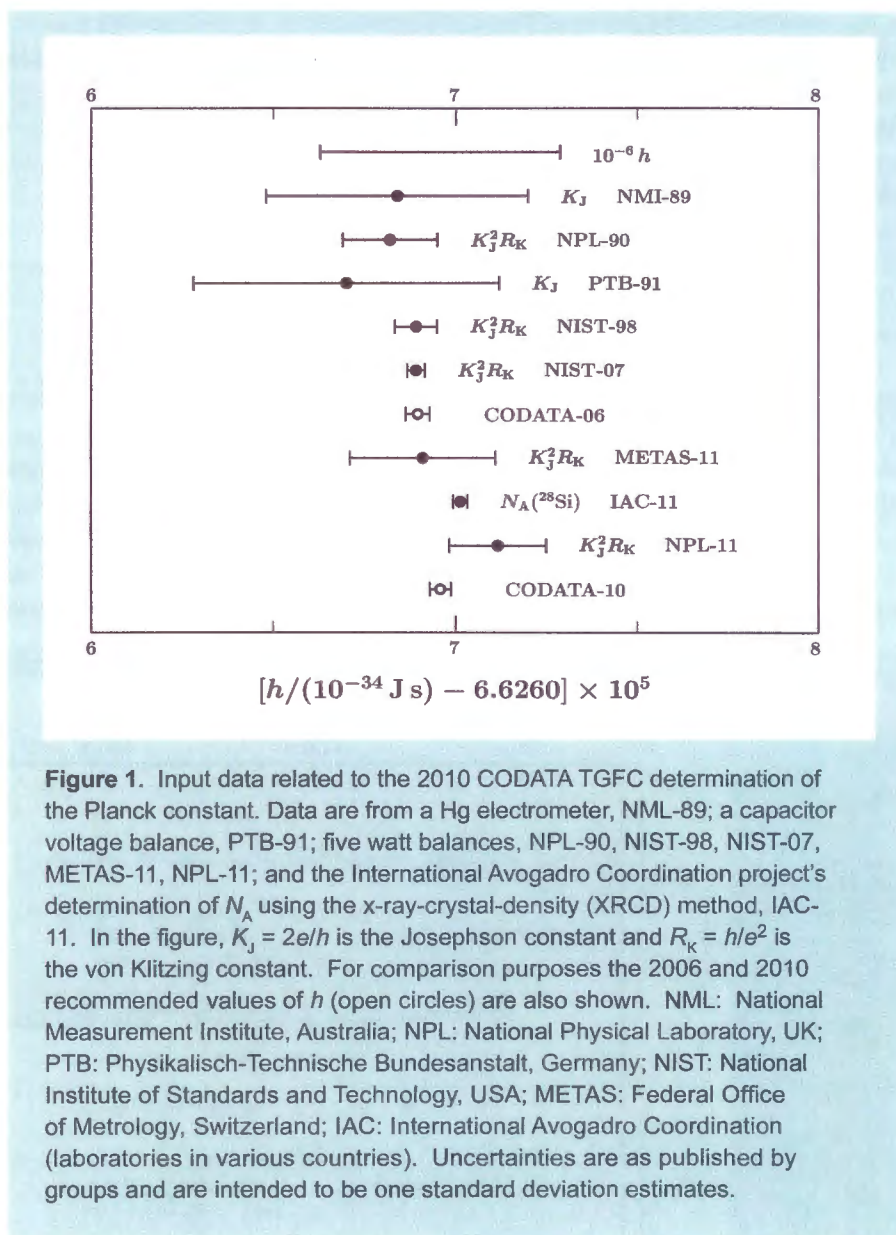 6 7 8
10⁻⁶ h
K_J NMI-89
K_J²R_K NPL-90
K_J PTB-91
K_J²R_K NIST-98
K_J²R_K NIST-07
CODATA-06
K_J²R_K METAS-11
N_A(²⁸Si) IAC-11
K_J²R_K NPL-11
CODATA-10
6 7 8
[h/(10⁻³⁴ J s) − 6.6260] × 10⁵
Figure 1. Input data related to the 2010 CODATA TGFC determination of
the Planck constant. Data are from a Hg electrometer, NML-89; a capacitor
voltage balance, PTB-91; five watt balances, NPL-90, NIST-98, NIST-07,
METAS-11, NPL-11; and the International Avogadro Coordination project's
determination of N_A using the x-ray-crystal-density (XRCD) method, IAC-
11. In the figure, K_J = 2e/h is the Josephson constant and R_K = h/e² is
the von Klitzing constant. For comparison purposes the 2006 and 2010
recommended values of h (open circles) are also shown. NML: National
Measurement Institute, Australia; NPL: National Physical Laboratory, UK;
PTB: Physikalisch-Technische Bundesanstalt, Germany; NIST: National
Institute of Standards and Technology, USA; METAS: Federal Office
of Metrology, Switzerland; IAC: International Avogadro Coordination
(laboratories in various countries). Uncertainties are as published by
groups and are intended to be one standard deviation estimates.